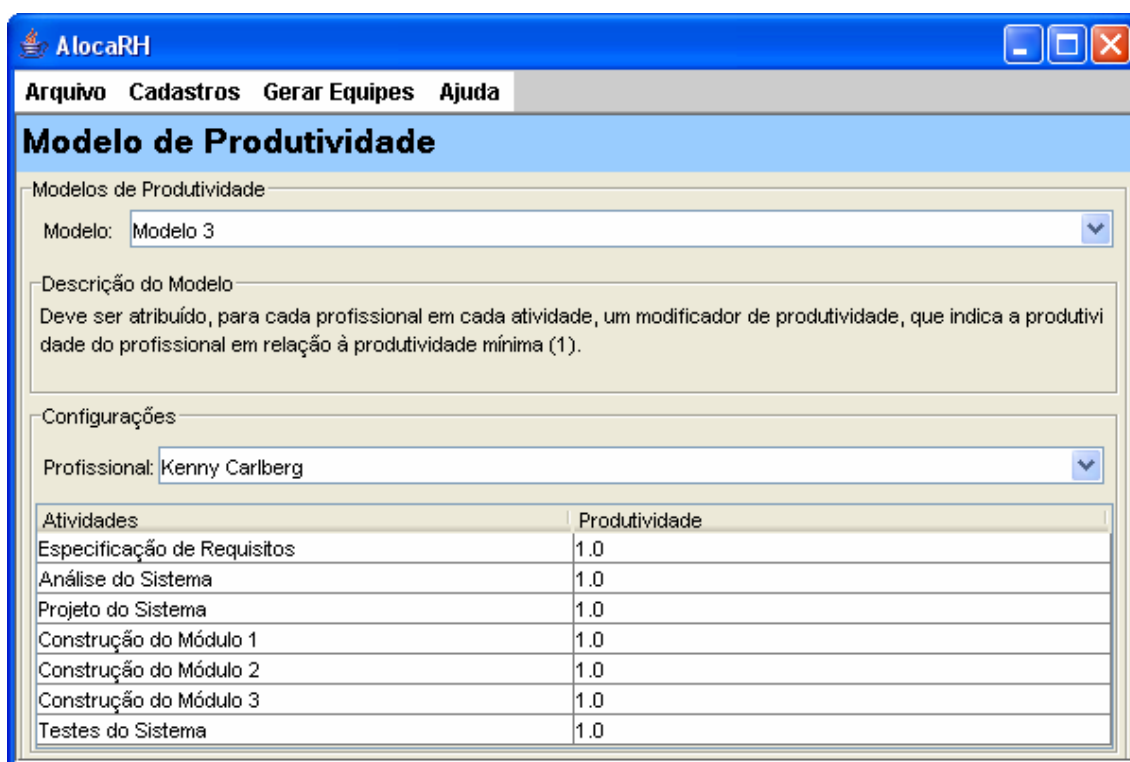 AlocaRH
Arquivo Cadastros Gerar Equipes Ajuda
Modelo de Produtividade
Modelos de Produtividade
Modelo: Modelo 3
Descrição do Modelo
Deve ser atribuído, para cada profissional em cada atividade, um modificador de produtividade, que indica a produtivi
dade do profissional em relação à produtividade mínima (1).
Configurações
Profissional: Kenny Carlberg
Atividades Produtividade
Especificação de Requisitos 1.0
Análise do Sistema 1.0
Projeto do Sistema 1.0
Construção do Módulo 1 1.0
Construção do Módulo 2 1.0
Construção do Módulo 3 1.0
Testes do Sistema 1.0